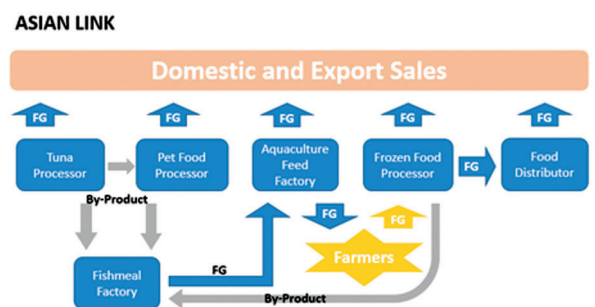 ASIAN LINK
Domestic and Export Sales
FG
FG
FG
FG
FG
Tuna
Processor
Pet Food
Processor
Aquaculture
Feed
Factory
Frozen Food
Processor
FG
Food
Distributor
By-Product
FG
FG
Farmers
Fishmeal
Factory
FG
By-Product